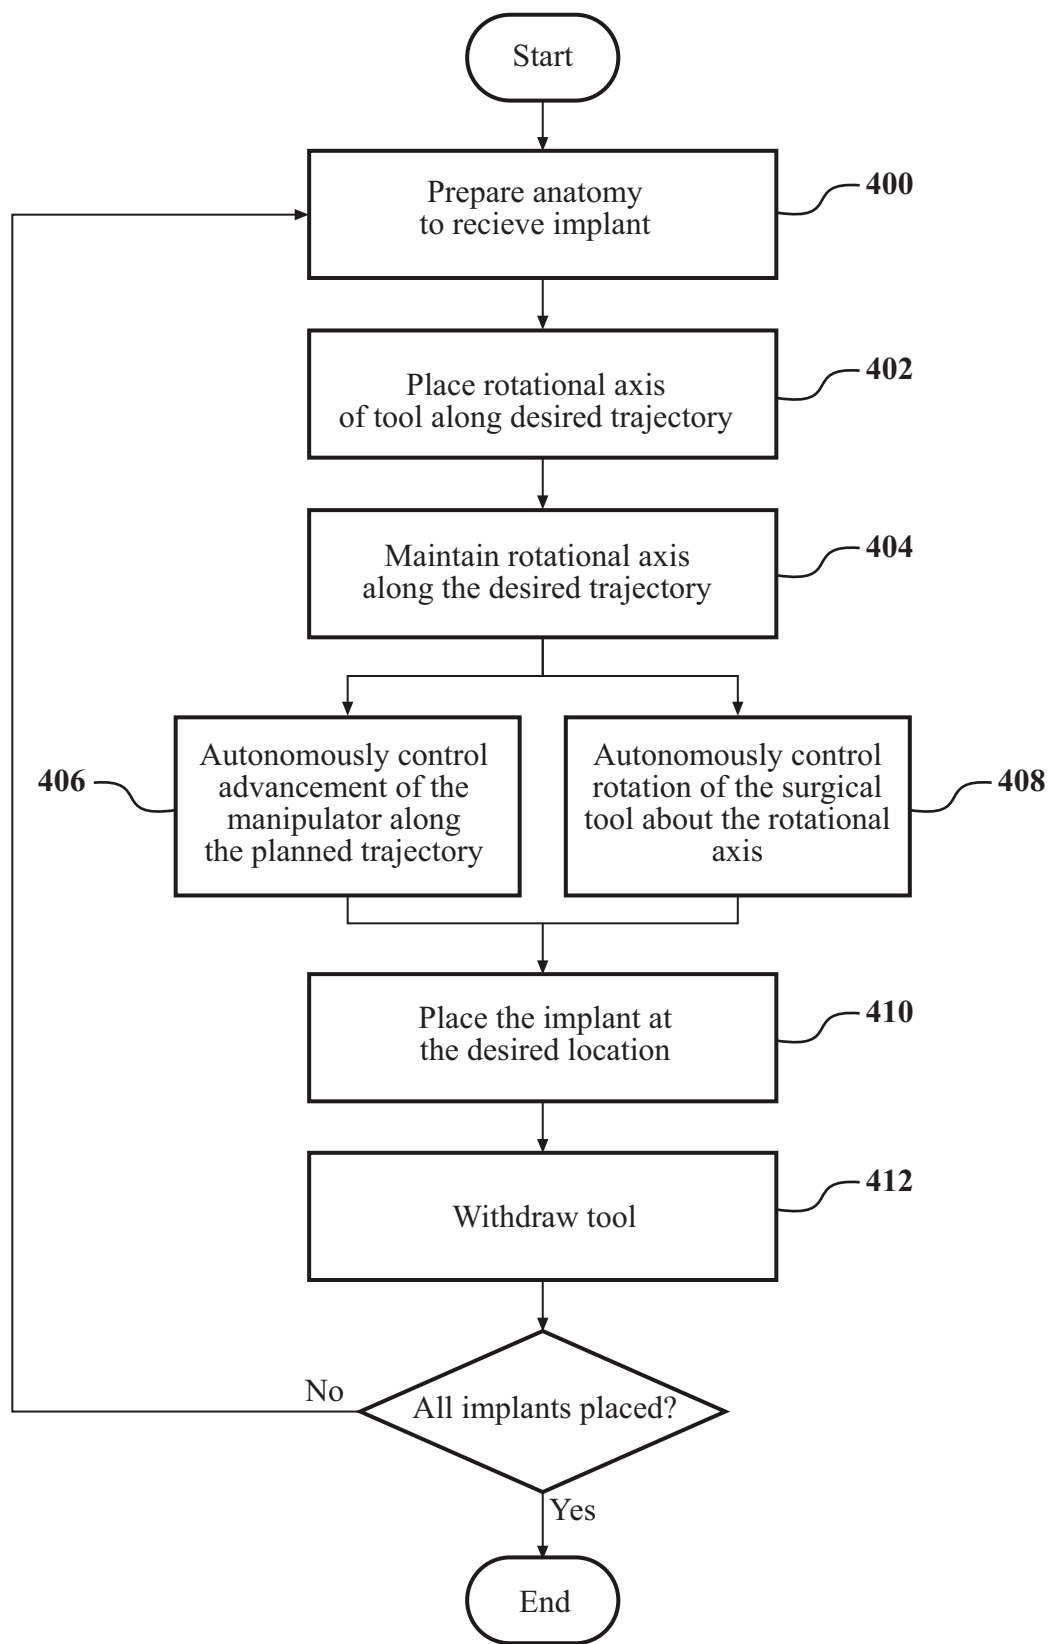 Start
Prepare anatomy
to recieve implant
400
Place rotational axis
of tool along desired trajectory
402
Maintain rotational axis
along the desired trajectory
404
406
Autonomously control
advancement of the
manipulator along
the planned trajectory
Autonomously control
rotation of the surgical
tool about the rotational
axis
408
Place the implant at
the desired location
410
Withdraw tool
412
All implants placed?
No
Yes
End